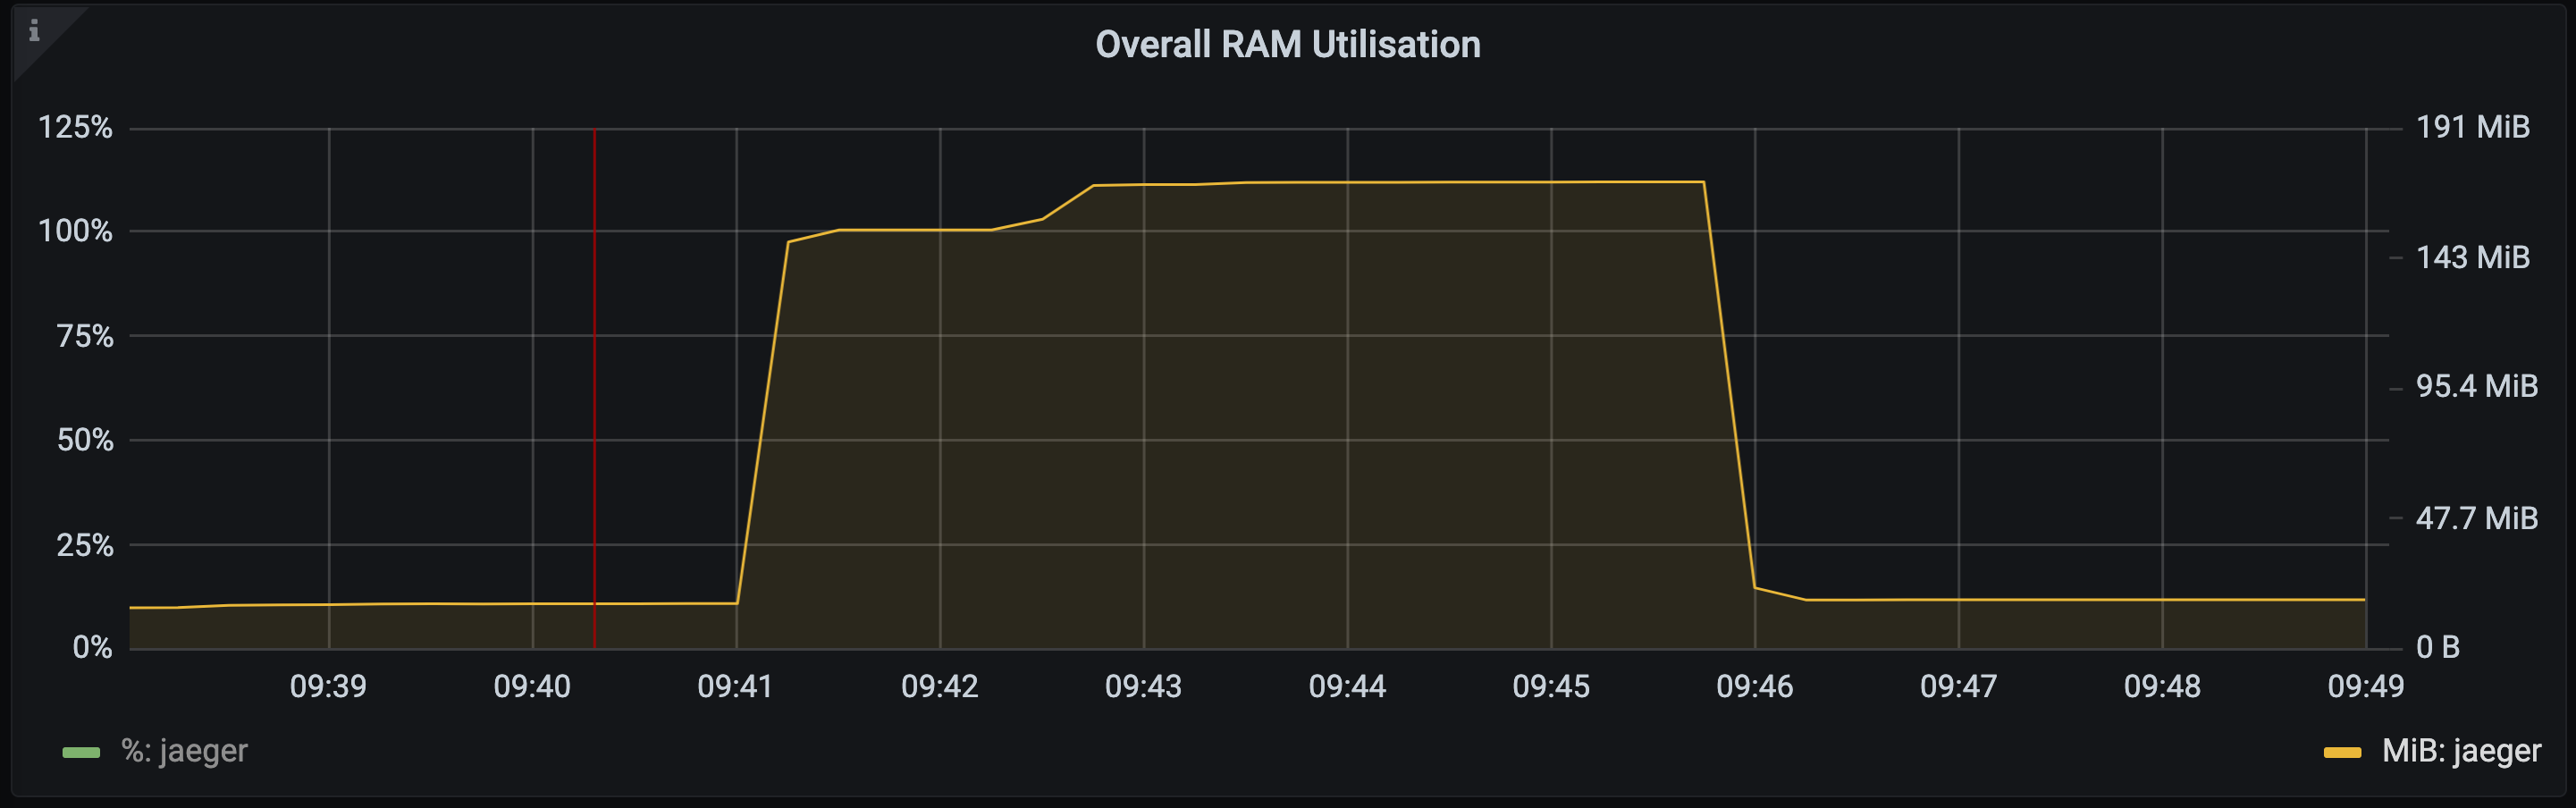 i
Overall RAM Utilisation
125%
100%
75%
50%
25%
0%
191 MiB
143 MiB
95.4 MiB
47.7 MiB
0 B
09:39 09:40 09:41 09:42 09:43 09:44 09:45 09:46 09:47 09:48 09:49
%: jaeger
MiB: jaeger